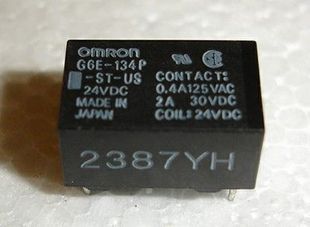 OMRON
G6E-134P
-ST-US
24VDC
MADE IN
JAPAN
CONTACT:
0.4A125VAC
2A 30VDC
COIL: 24VDC
2387YH